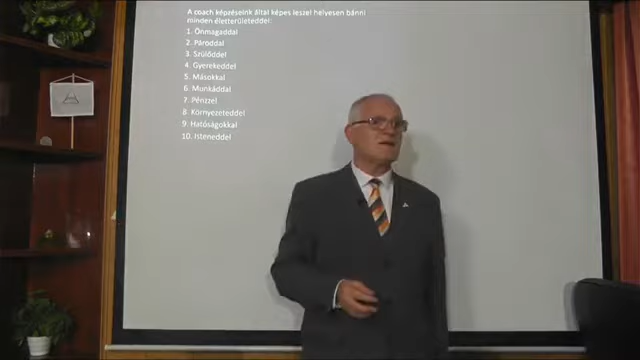 A coach képzéseink által képes leszel helyesen bánni
minden életterületeddel:
1. Önmagaddal
2. Pároddal
3. Szülőddel
4. Gyerekeddel
5. Másokkal
6. Munkáddal
7. Pénzzel
8. Környezeteddel
9. Hatóságokkal
10. Isteneddel